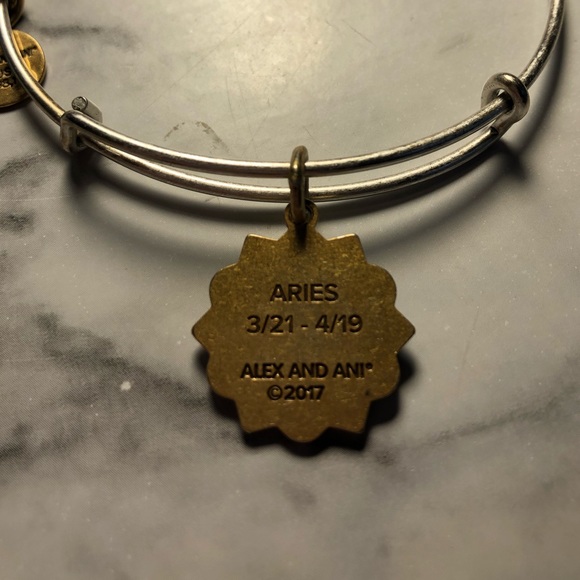 ARIES
3/21 - 4/19
ALEX AND ANI®
©2017